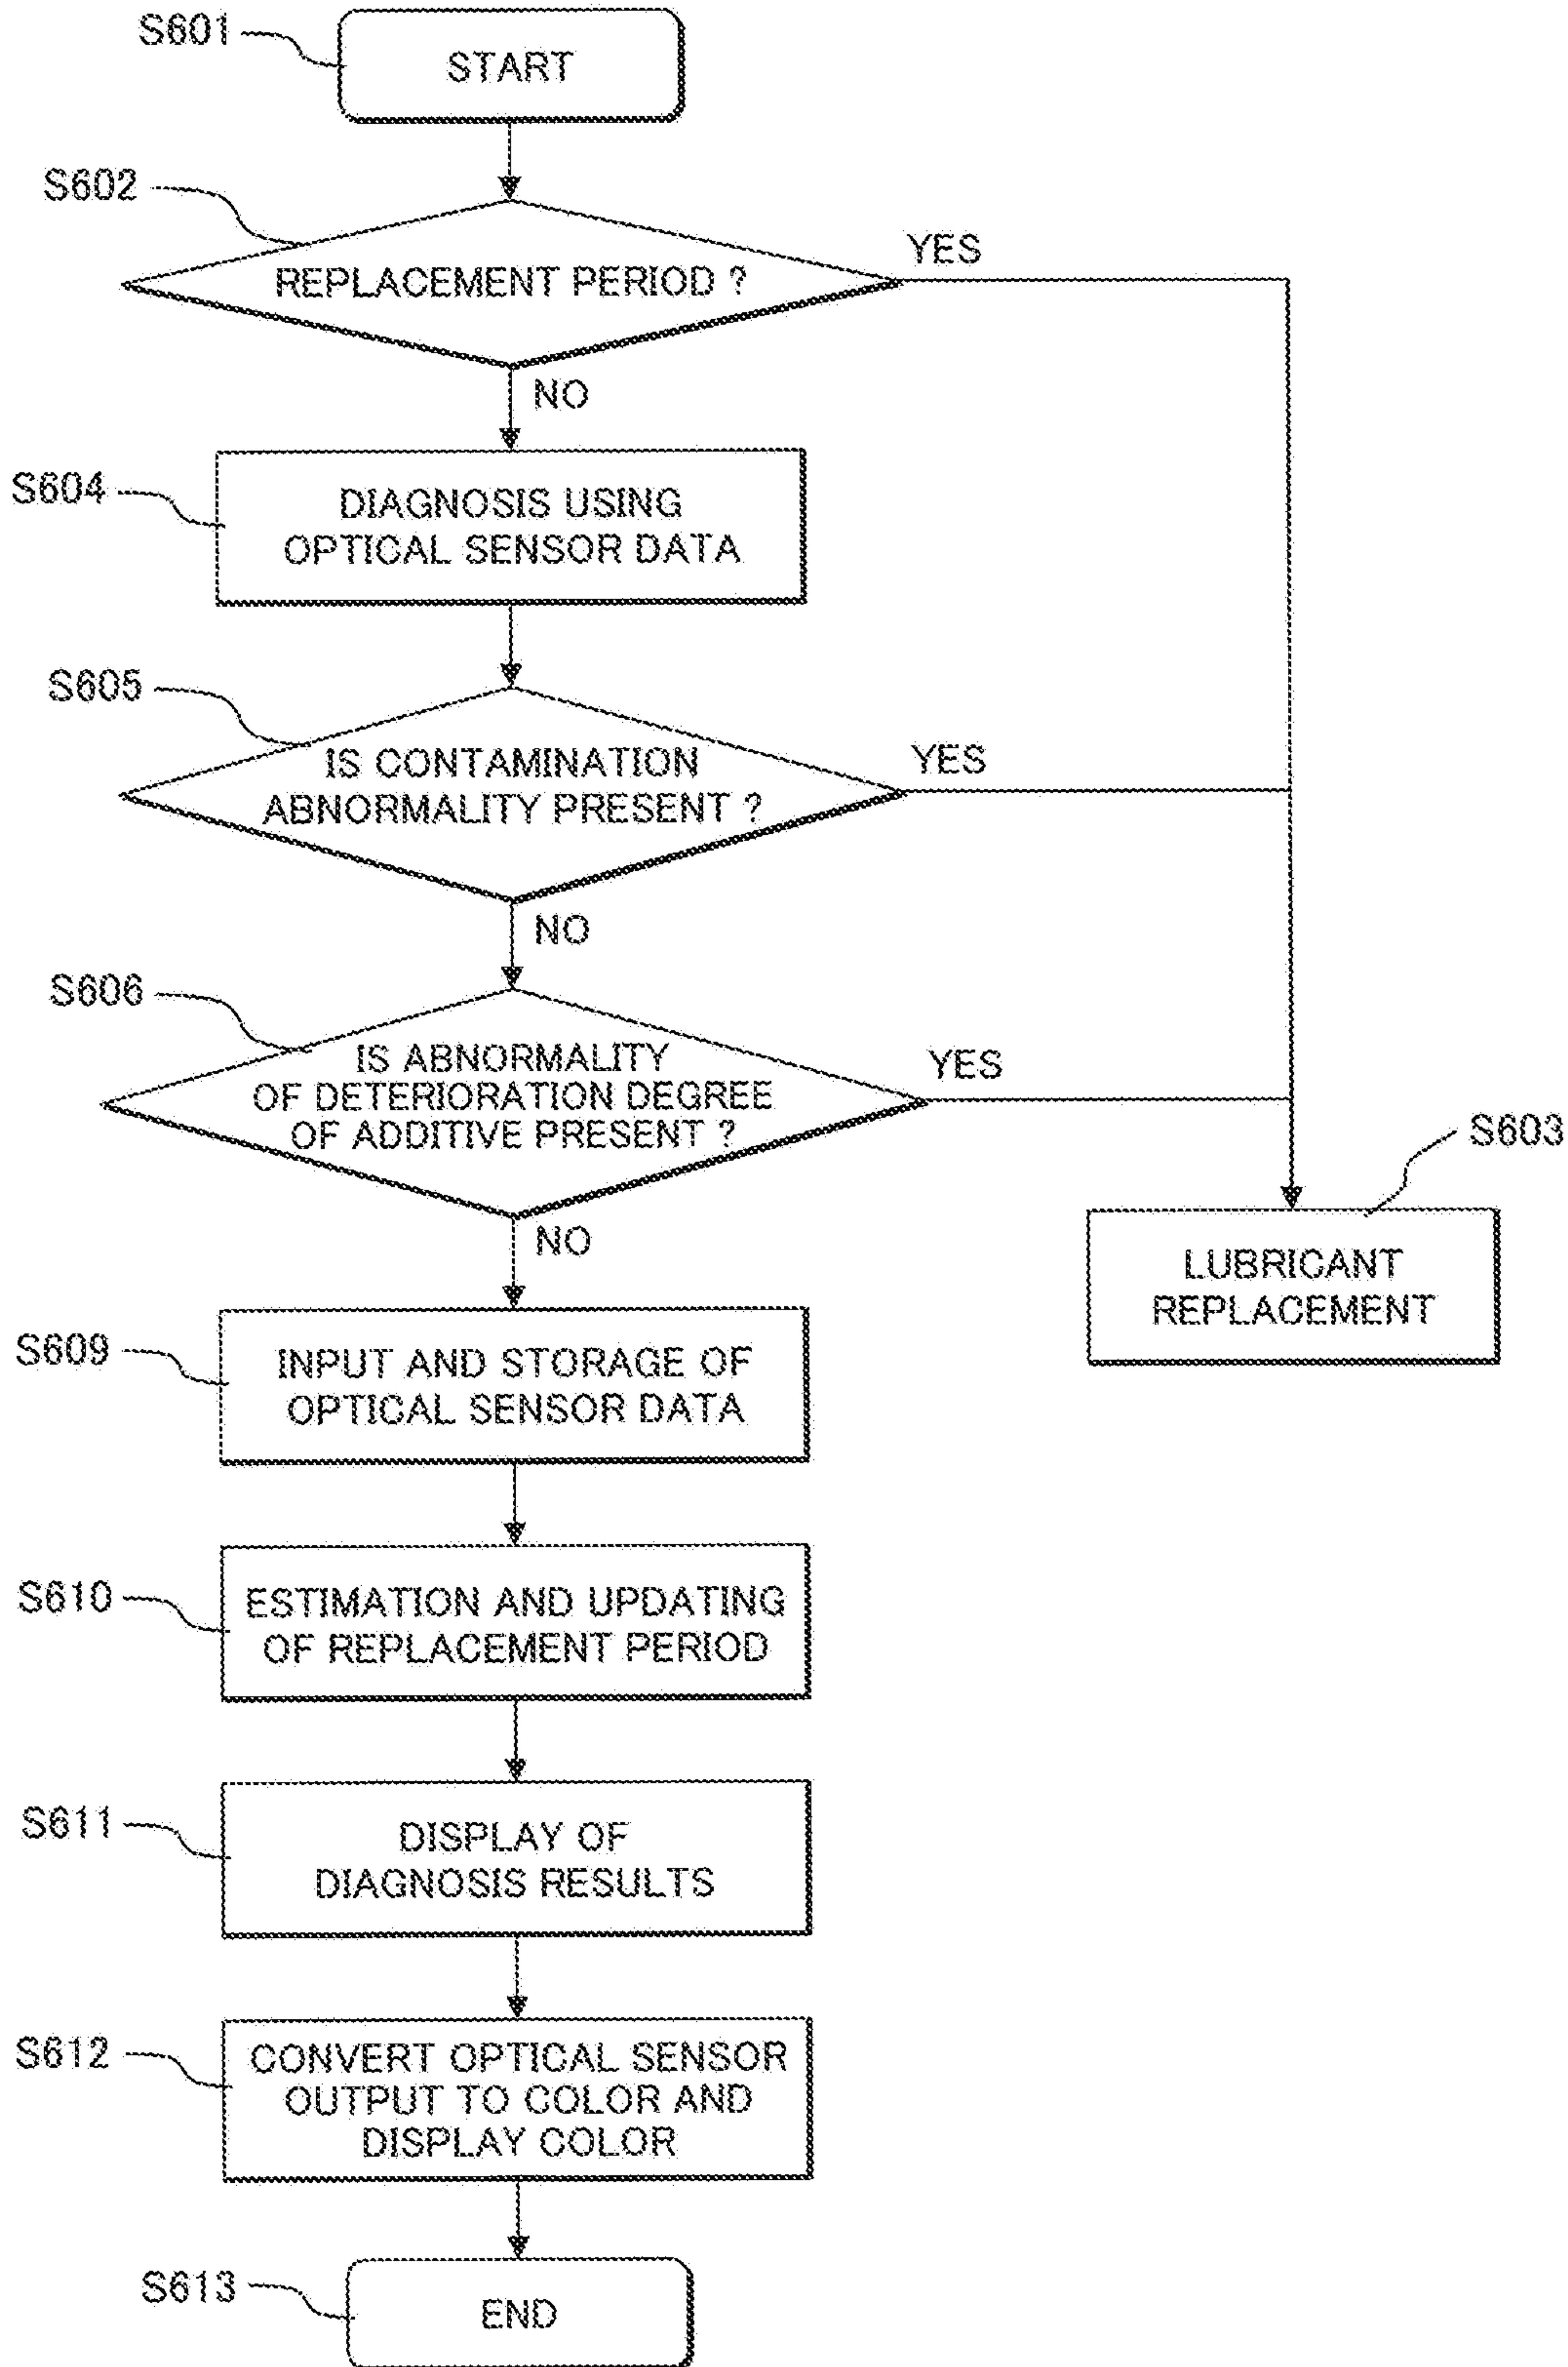 S601
START
S602
REPLACEMENT PERIOD ?
YES
NO
S604
DIAGNOSIS USING
OPTICAL SENSOR DATA
S605
IS CONTAMINATION
ABNORMALITY PRESENT ?
YES
NO
S606
IS ABNORMALITY
OF DETERIORATION DEGREE
OF ADDITIVE PRESENT ?
YES
S603
LUBRICANT
REPLACEMENT
NO
S609
INPUT AND STORAGE OF
OPTICAL SENSOR DATA
S610
ESTIMATION AND UPDATING
OF REPLACEMENT PERIOD
S611
DISPLAY OF
DIAGNOSIS RESULTS
S612
CONVERT OPTICAL SENSOR
OUTPUT TO COLOR AND
DISPLAY COLOR
S613
END